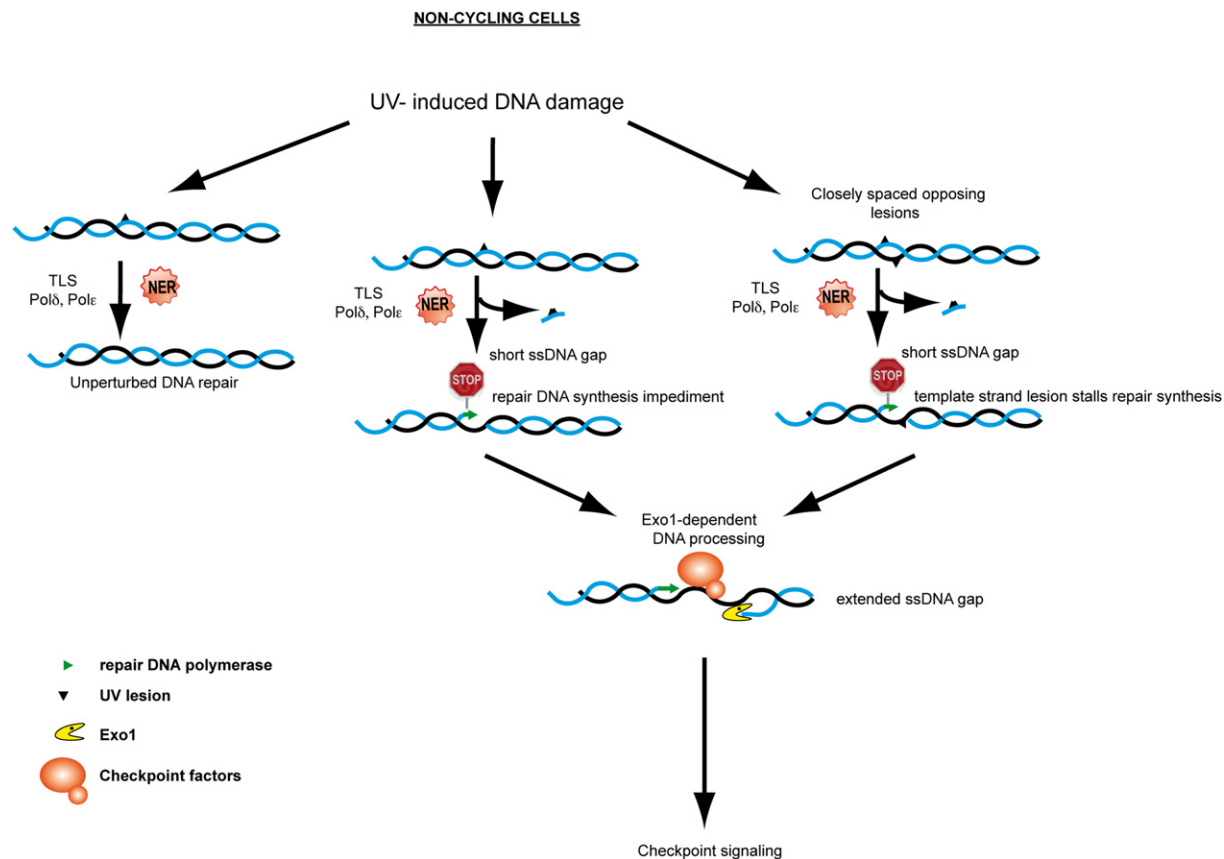 NON-CYCLING CELLS
UV- induced DNA damage
Closely spaced opposing
lesions
TLS
Polδ, Polε
NER
TLS
Polδ, Polε
NER
TLS
Polδ, Polε
NER
Unperturbed DNA repair
short ssDNA gap
STOP
repair DNA synthesis impediment
short ssDNA gap
STOP
template strand lesion stalls repair synthesis
Exo1-dependent
DNA processing
extended ssDNA gap
repair DNA polymerase
UV lesion
Exo1
Checkpoint factors
Checkpoint signaling